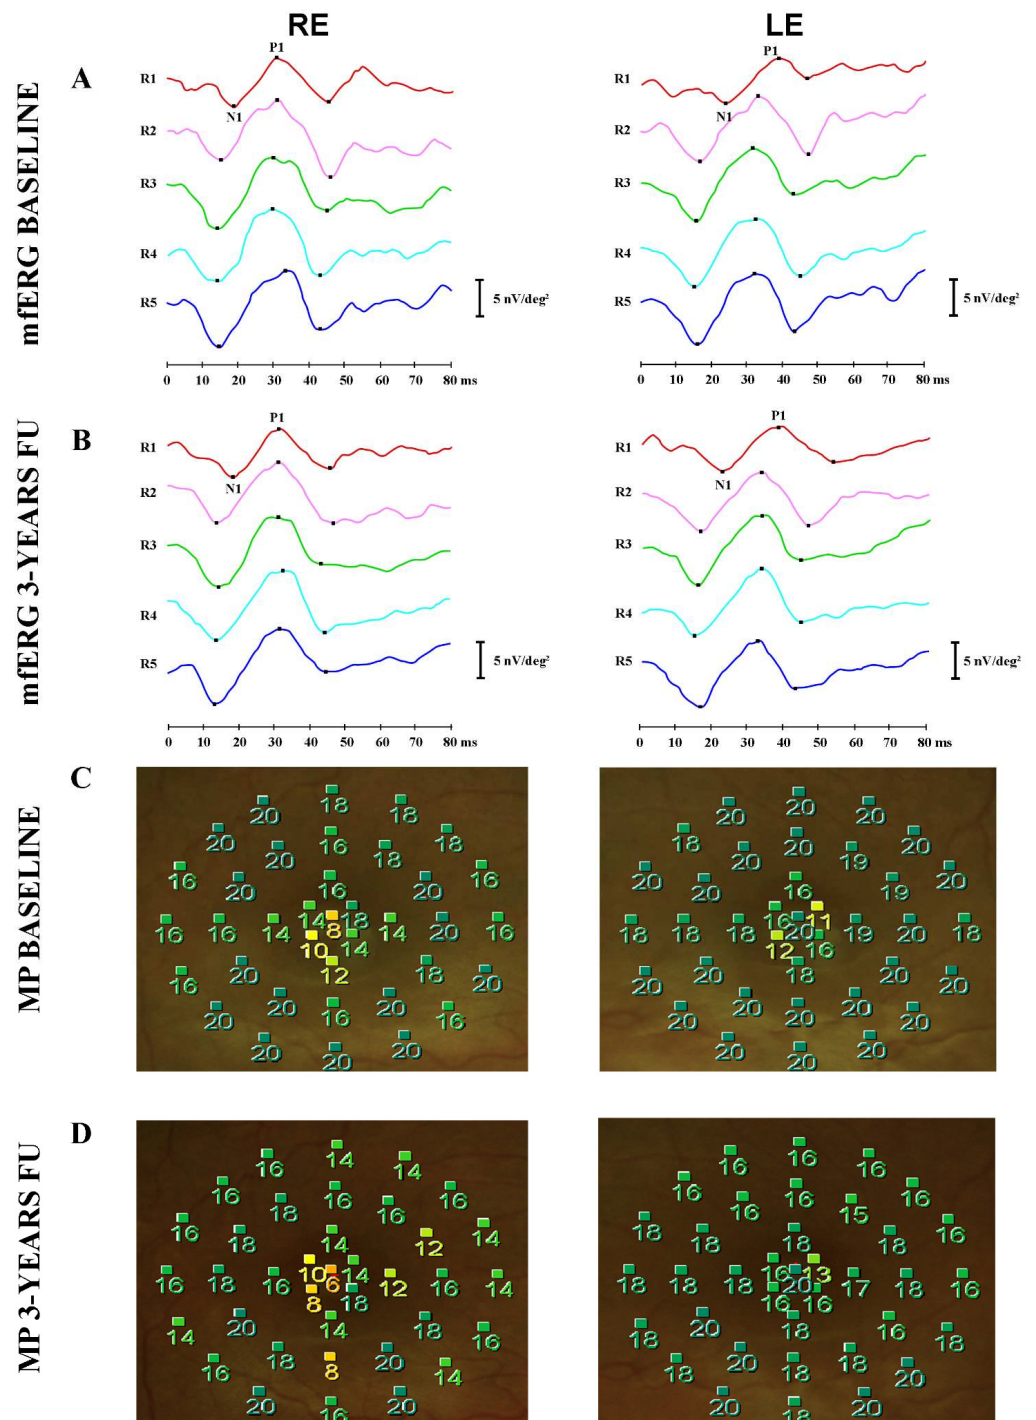 RE LE
mfERG BASELINE
A
P1 P1
R1 R1
N1 N1
R2 R2
R3 R3
R4 R4
R5 R5
5 nV/deg² 5 nV/deg²
0 10 20 30 40 50 60 70 80 ms 0 10 20 30 40 50 60 70 80 ms
mfERG 3-YEARS FU
B
P1 P1
R1 R1
N1 N1
R2 R2
R3 R3
R4 R4
R5 R5
5 nV/deg² 5 nV/deg²
0 10 20 30 40 50 60 70 80 ms 0 10 20 30 40 50 60 70 80 ms
MP BASELINE
C
18
20 18
20 16 18
20 18
16 16 20 16
20
14 18
16 16 14 8 14 20 16
10 14
12 18
16 20 20
20 20 20 16 16
20 20 20
20
20 20
18 20 20
20 19
20 20 16 19 20
16 11
18 18 18 20 19 20 18
12 16
20 20 18 20 20
20 20 20 20 20
20 20 20
MP 3-YEARS FU
D
14
16 14
16 16 16
18 16
16 18 14 12 14
10 14
16 18 16 6 12 16 14
8 18
14 20 14 18 16
16 18 8 20 14
20 16 20
16
16 16
16 16 16
16 15
18 18 18 18 16
16 13
18 18 18 20 17 18 16
16 16
18 20 18 18 18
18 20 18 18 20
18 18 20